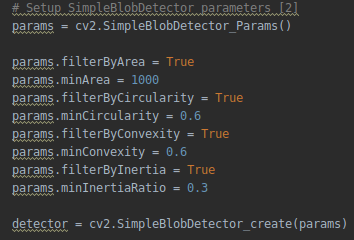 # Setup SimpleBlobDetector parameters [2]
params = cv2.SimpleBlobDetector_Params()
params.filterByArea = True
params.minArea = 1000
params.filterByCircularity = True
params.minCircularity = 0.6
params.filterByConvexity = True
params.minConvexity = 0.6
params.filterByInertia = True
params.minInertiaRatio = 0.3
detector = cv2.SimpleBlobDetector_create(params)